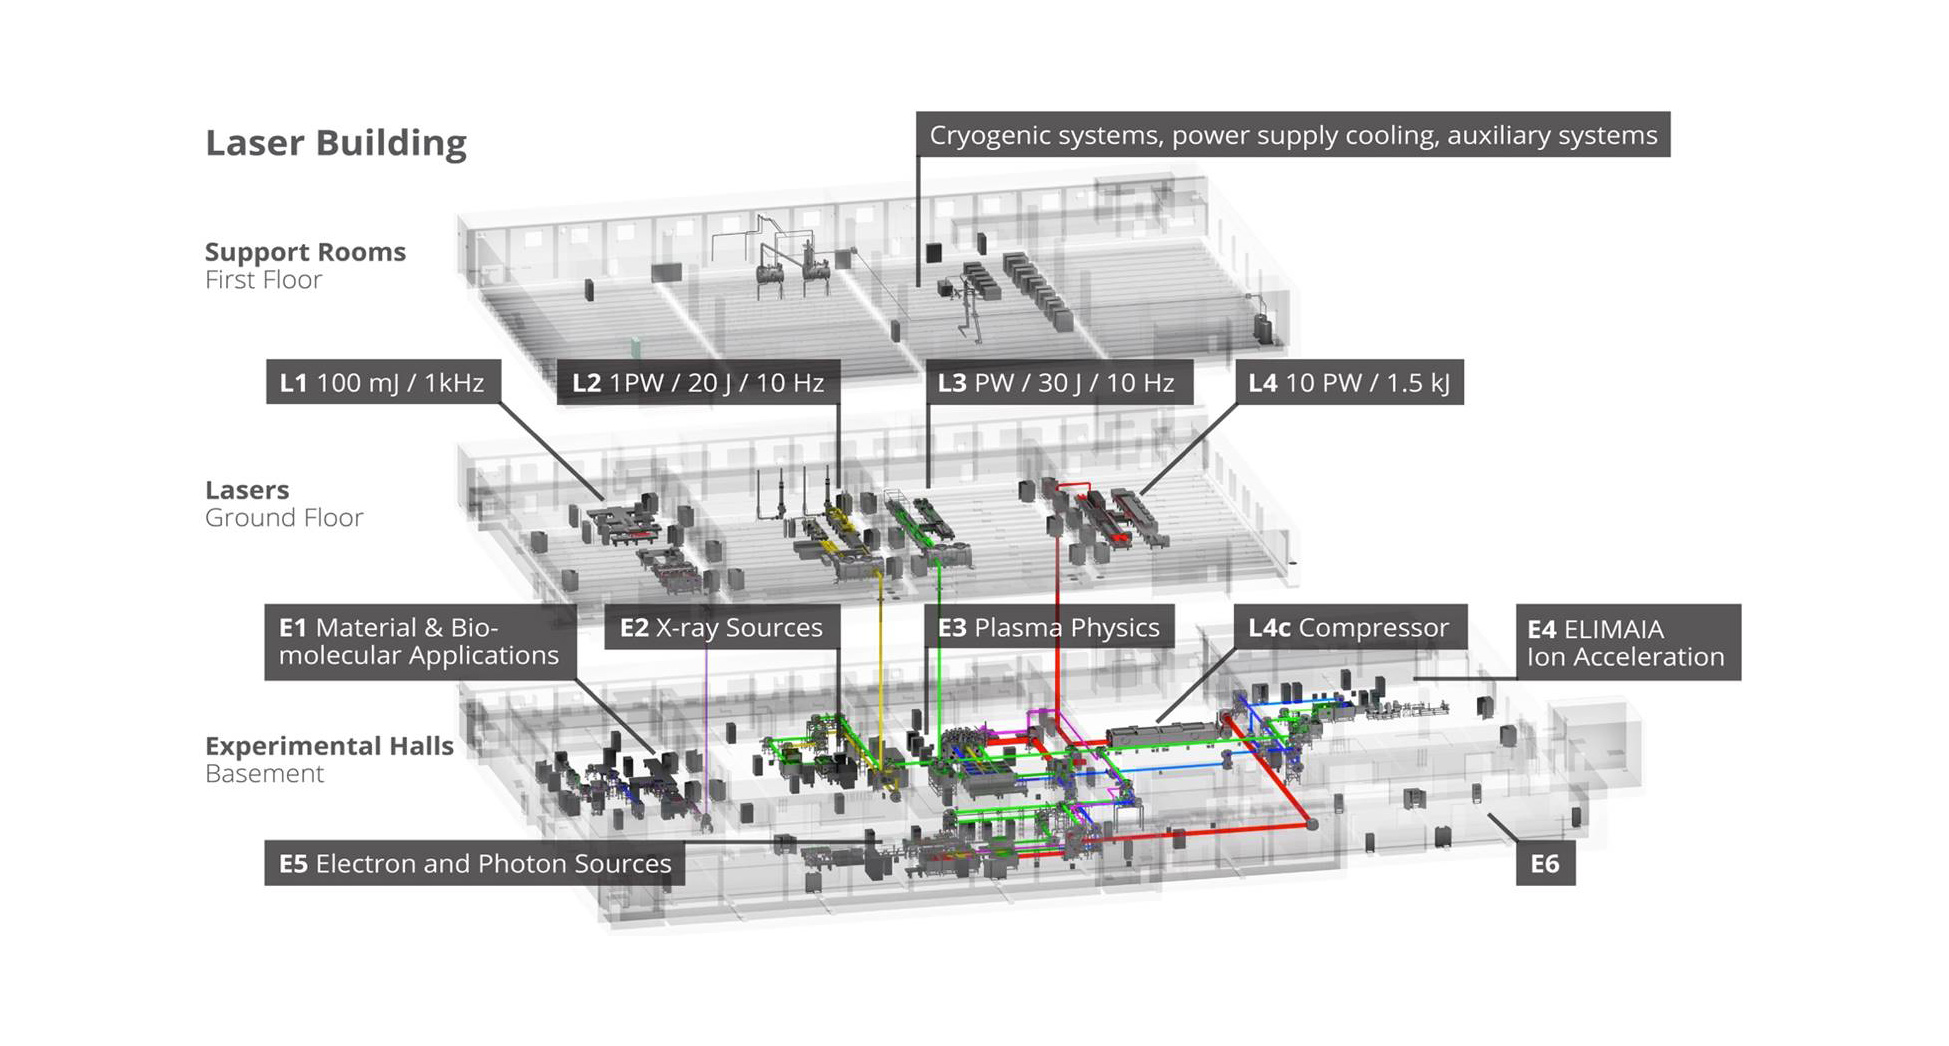 Laser Building
Cryogenic systems, power supply cooling, auxiliary systems
Support Rooms
First Floor
L1 100 mJ / 1kHz
L2 1PW / 20 J / 10 Hz
L3 PW / 30 J / 10 Hz
L4 10 PW / 1.5 kJ
Lasers
Ground Floor
E1 Material & Bio-
molecular Applications
E2 X-ray Sources
E3 Plasma Physics
L4c Compressor
E4 ELIMAIA
Ion Acceleration
Experimental Halls
Basement
E5 Electron and Photon Sources
E6